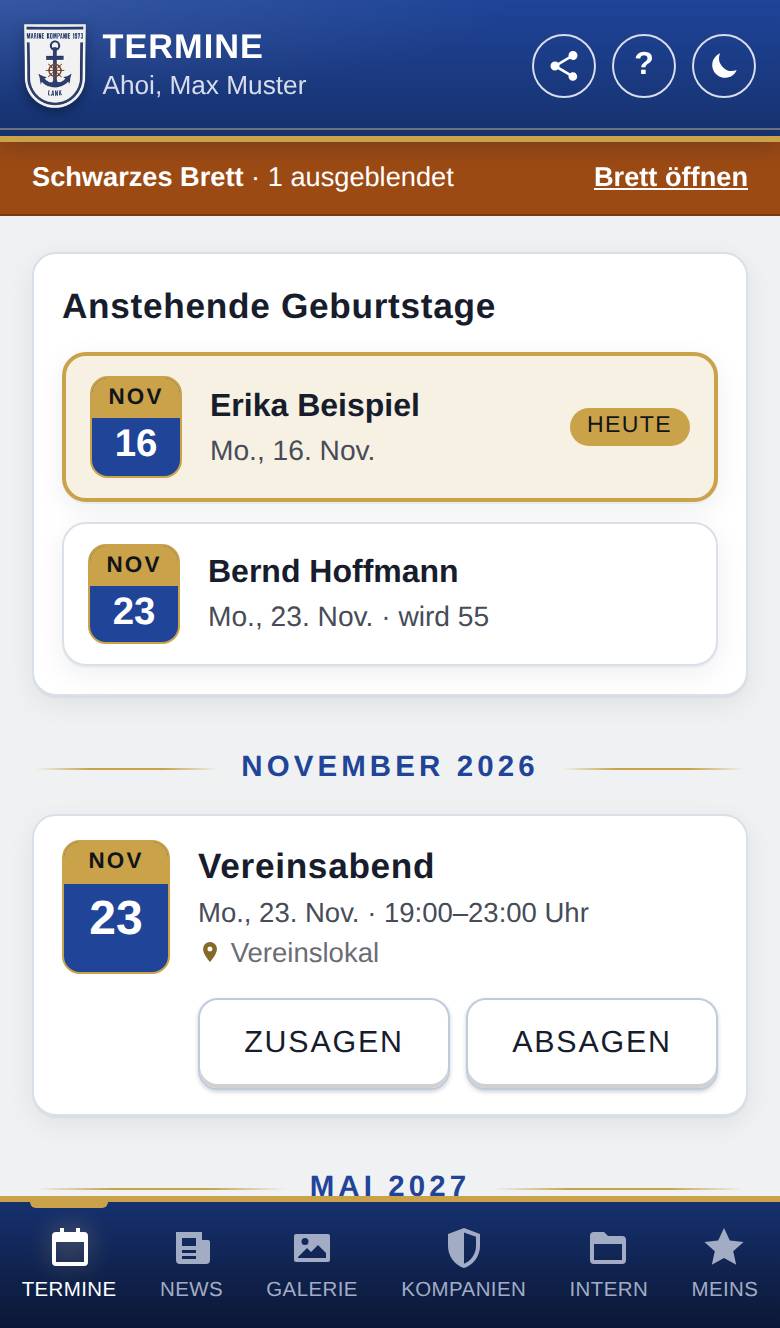 MARINE KOMPANIE 1973
LANK
TERMINE
Ahoi, Max Muster
?
Schwarzes Brett · 1 ausgeblendet
Brett öffnen
Anstehende Geburtstage
NOV
16
Erika Beispiel
Mo., 16. Nov.
HEUTE
NOV
23
Bernd Hoffmann
Mo., 23. Nov. · wird 55
NOVEMBER 2026
NOV
23
Vereinsabend
Mo., 23. Nov. · 19:00–23:00 Uhr
Vereinslokal
ZUSAGEN
ABSAGEN
MAI 2027
TERMINE
NEWS
GALERIE
KOMPANIEN
INTERN
MEINS